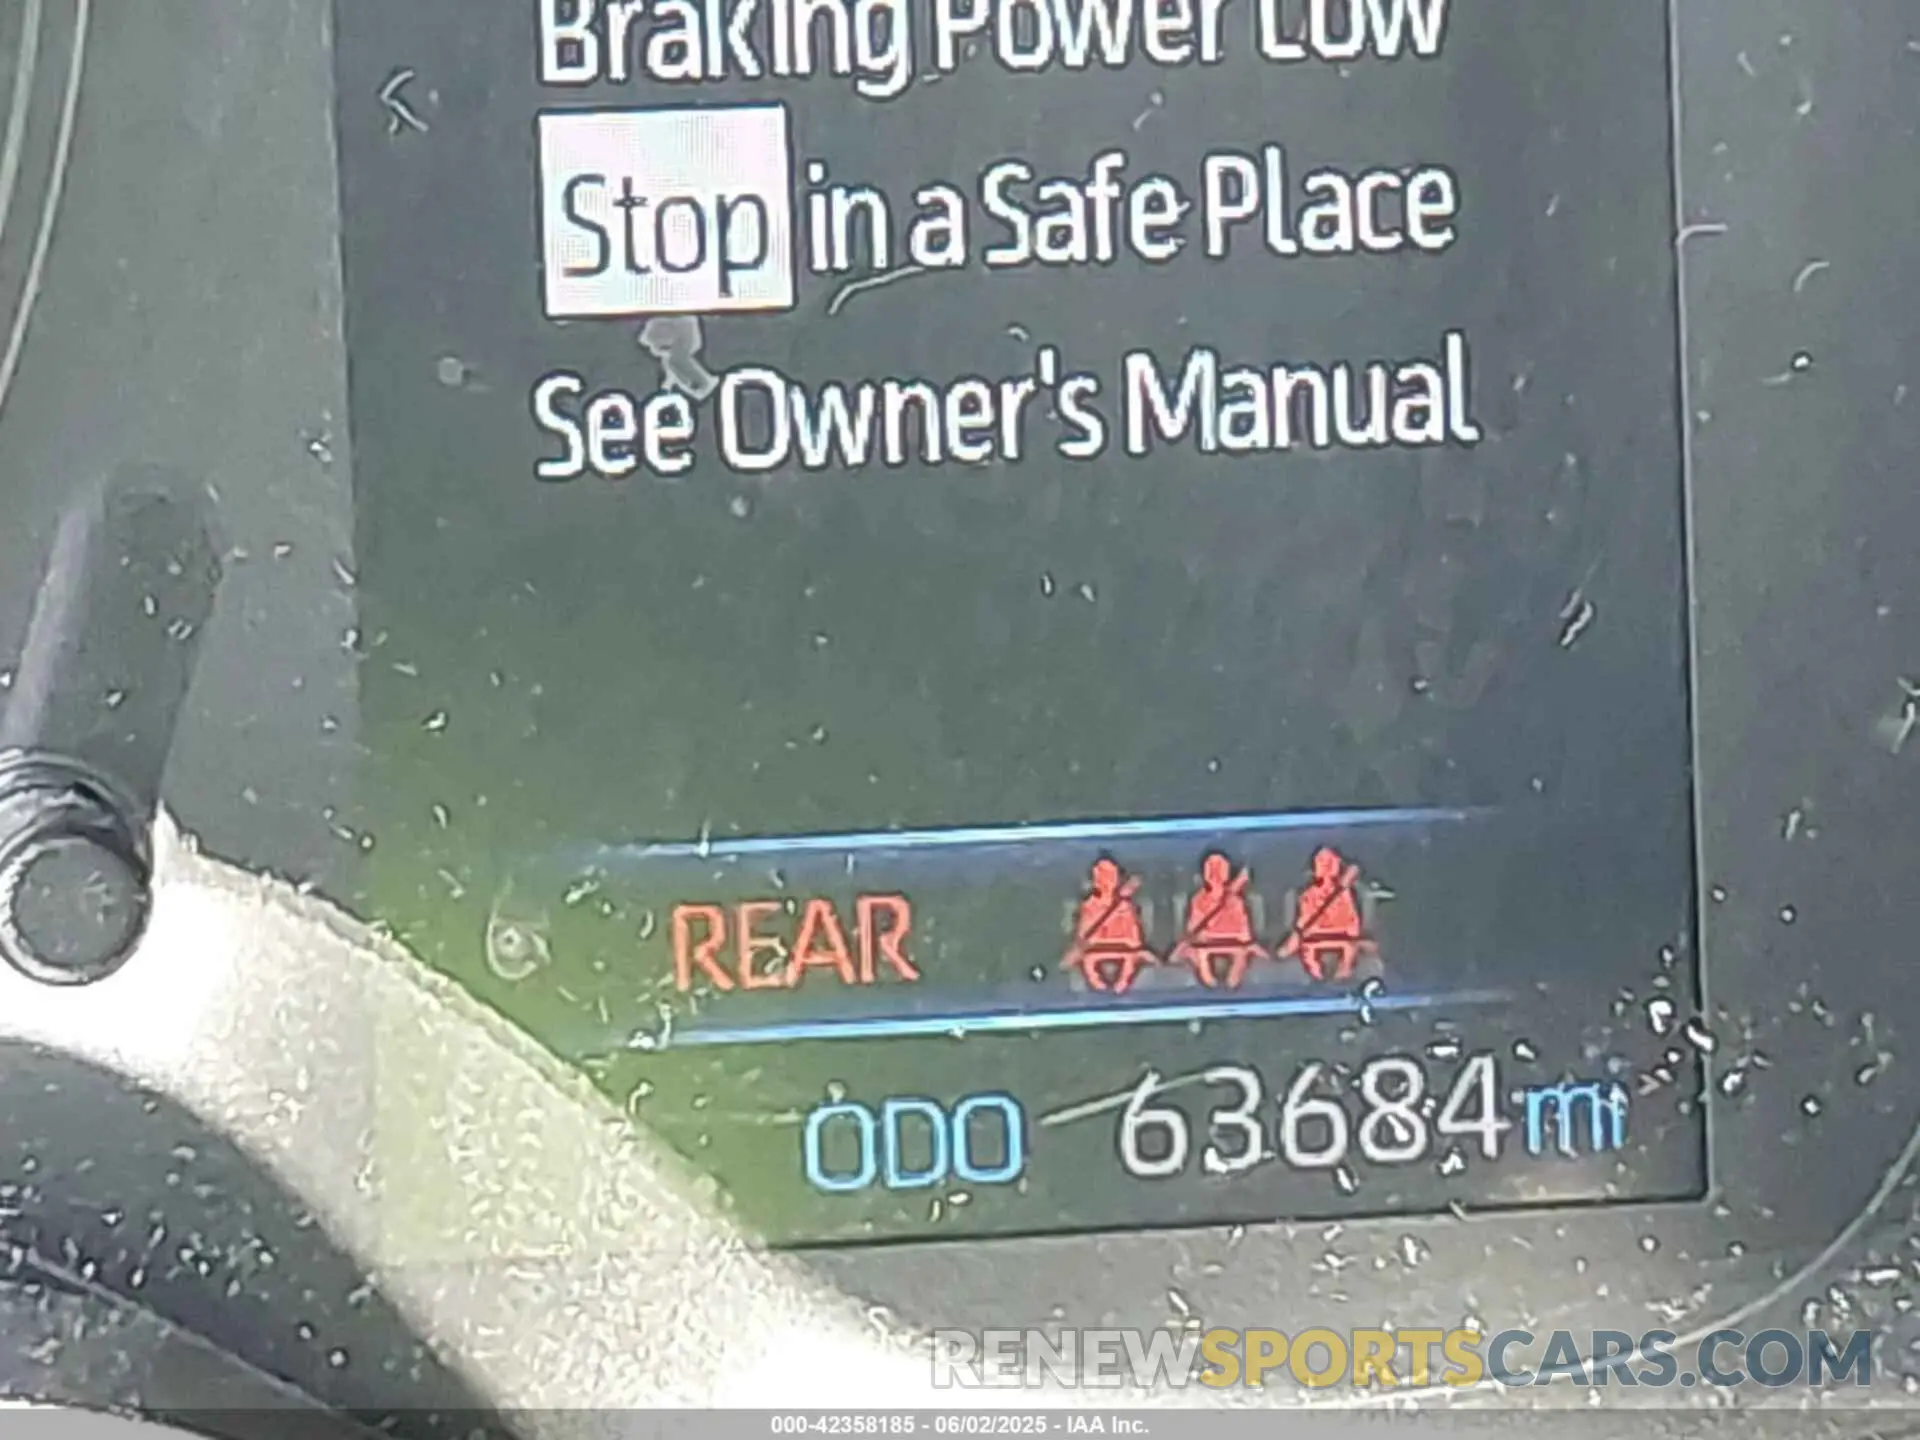 Braking Power Low
Stop in a Safe Place
See Owner's Manual
REAR
ODO 63684 mi
RENEWSPORTSCARS.COM
000-42358185 - 06/02/2025 - IAA Inc.